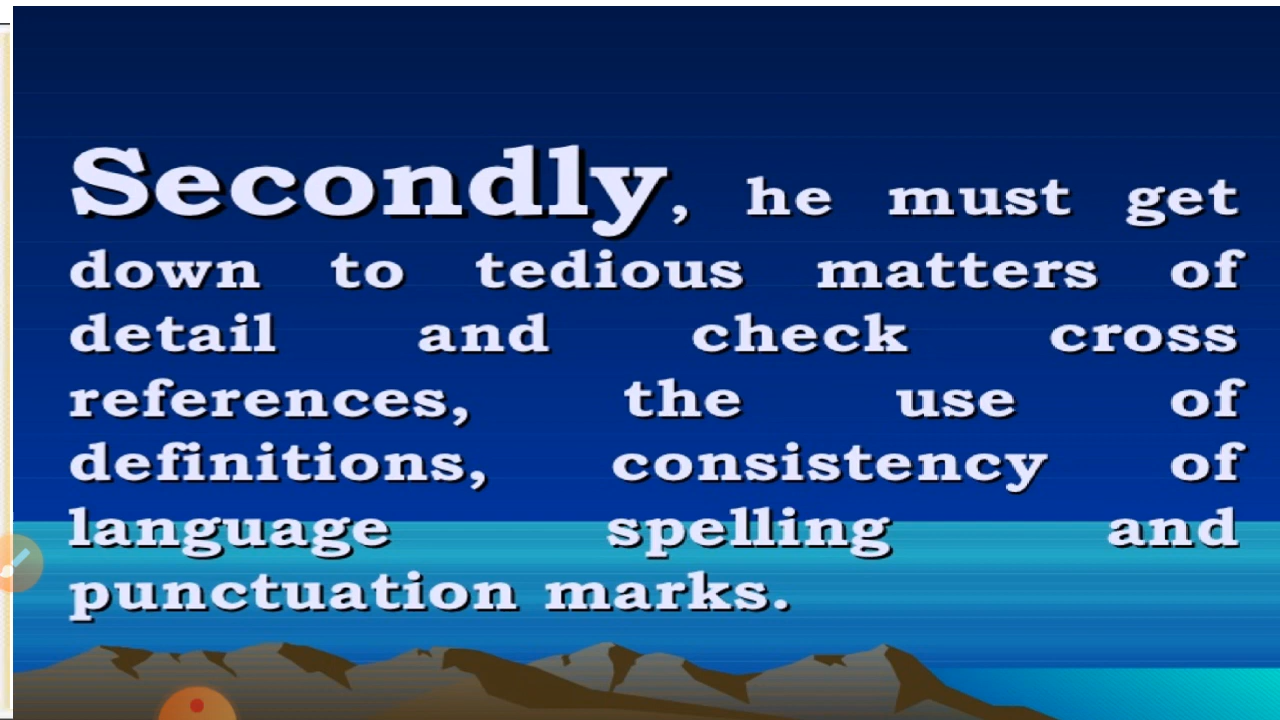 Secondly, he must get
down to tedious matters of
detail and check cross
references, the use of
definitions, consistency of
language spelling and
punctuation marks.